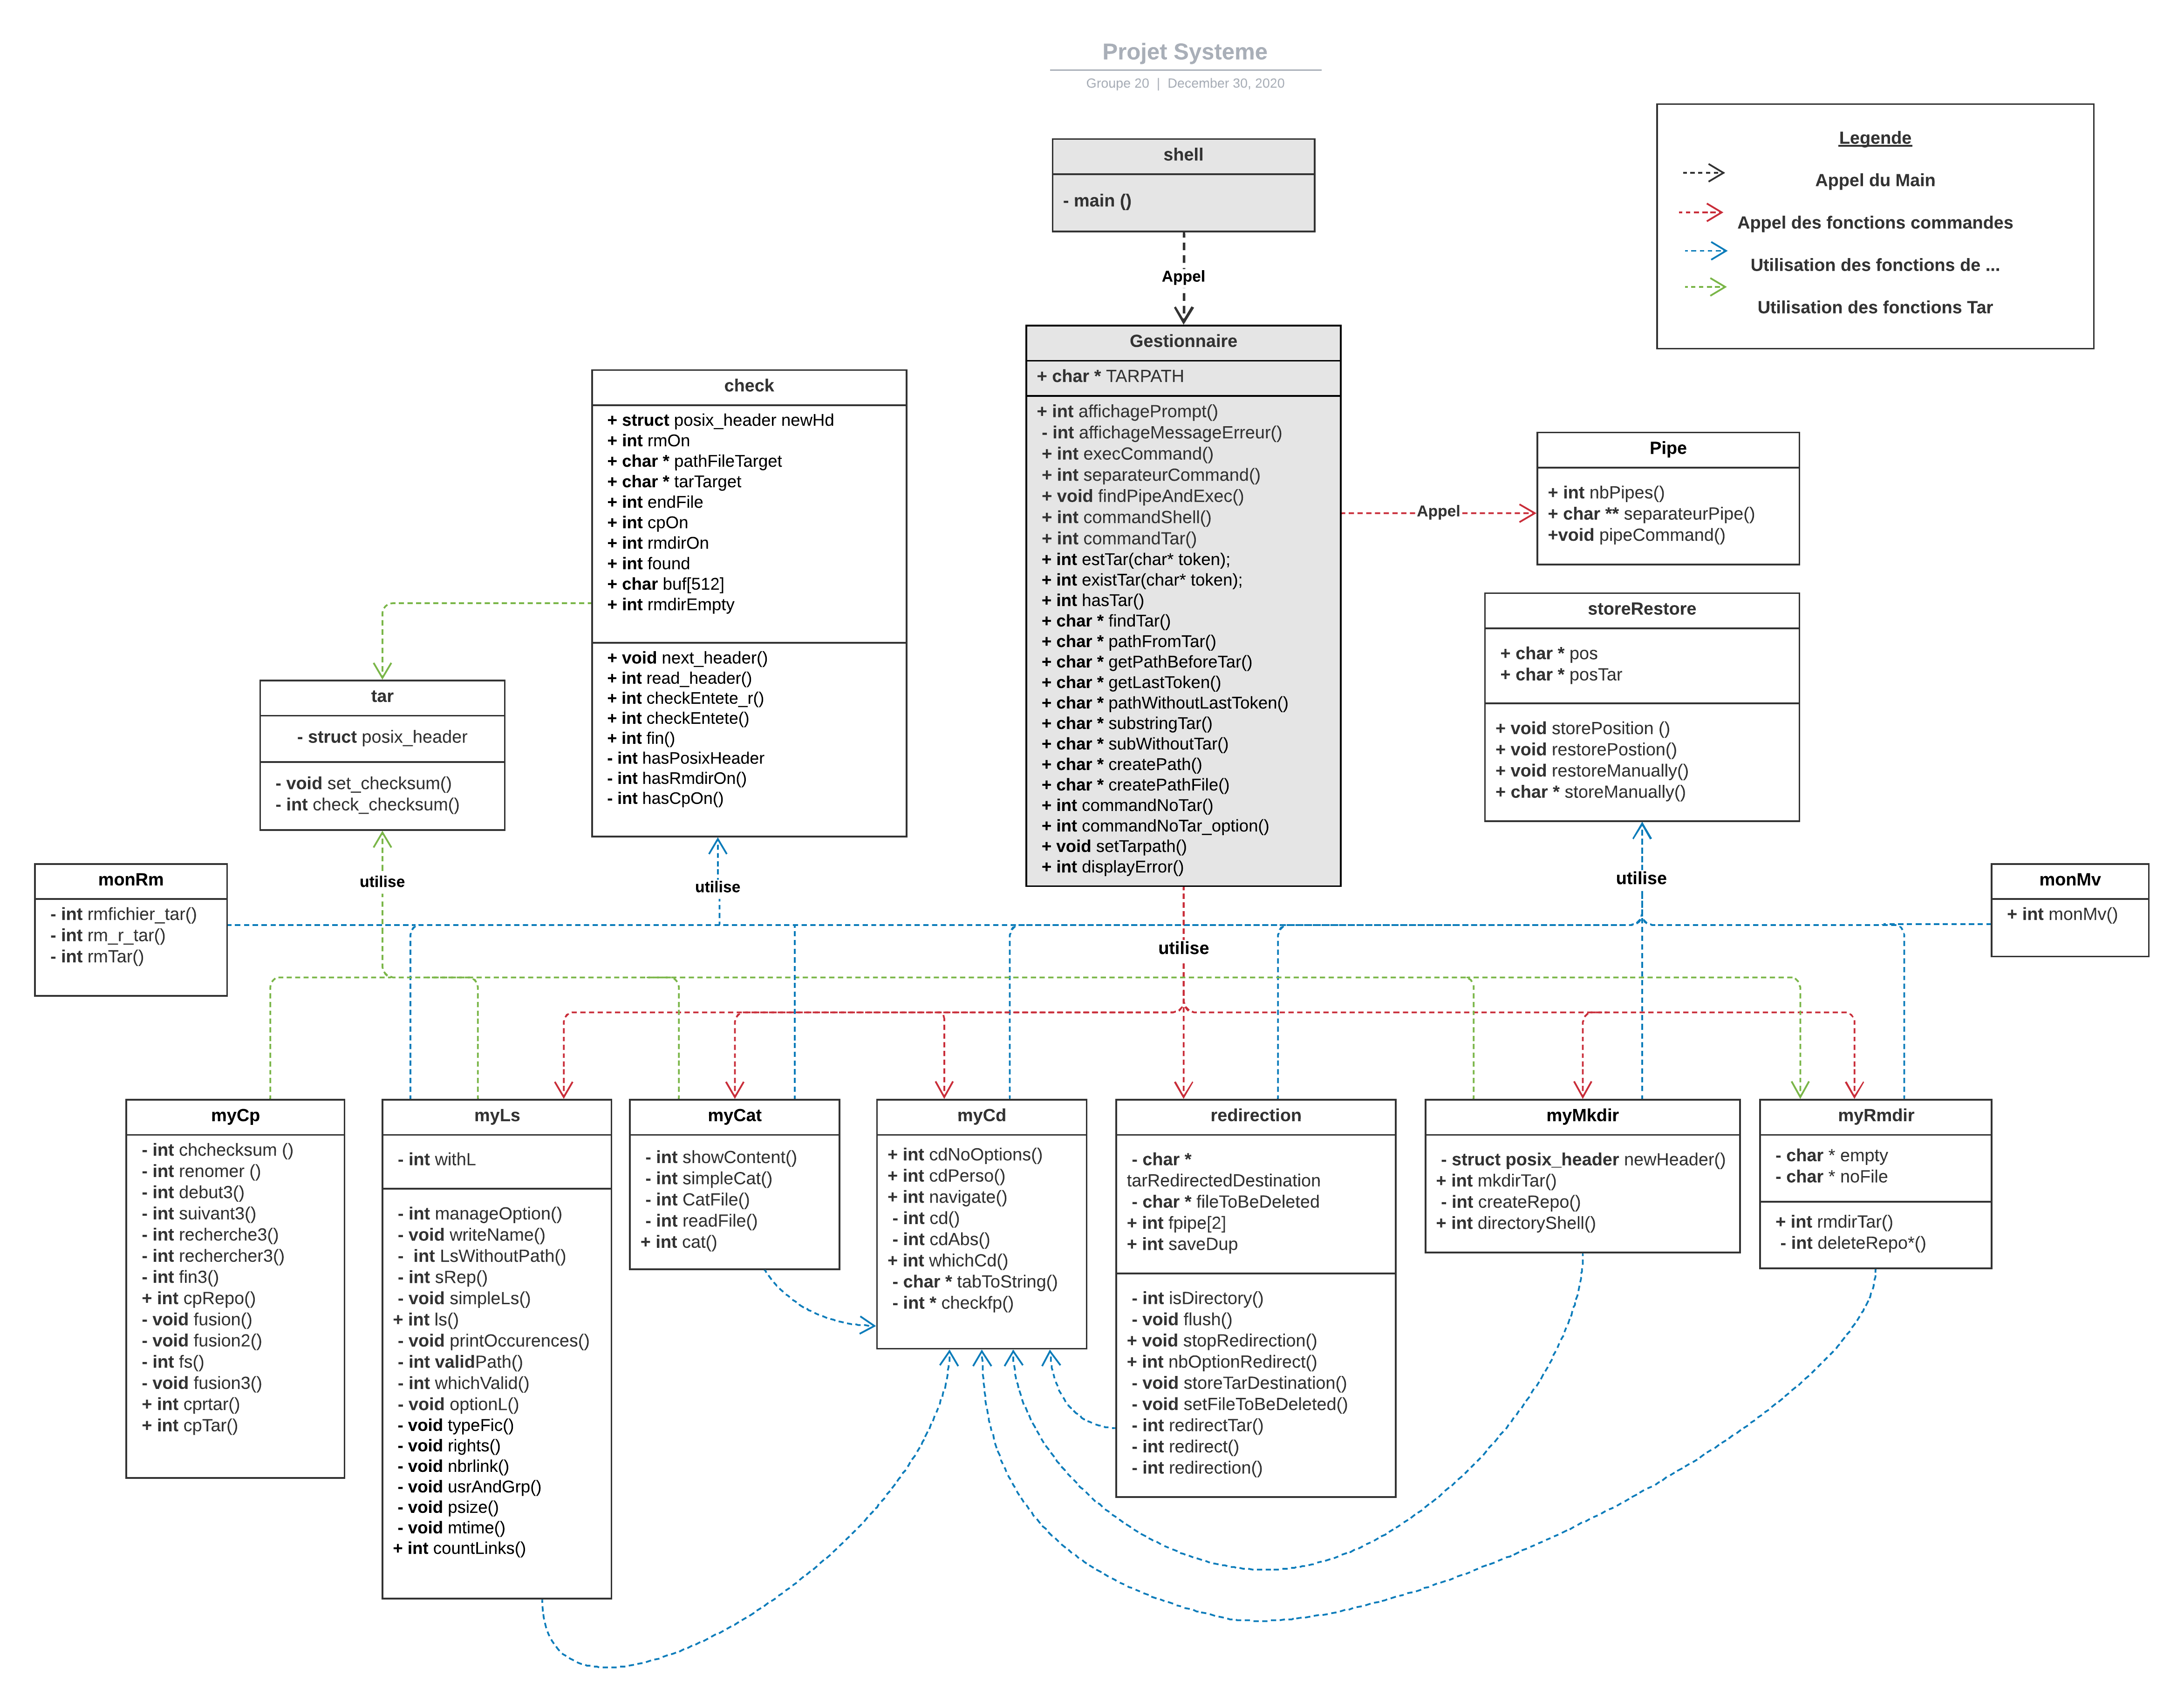 Projet Systeme
Groupe 20 | December 30, 2020
Legende
Appel du Main
Appel des fonctions commandes
Utilisation des fonctions de ...
Utilisation des fonctions Tar
shell
- main ()
Appel
Gestionnaire
+ char * TARPATH
+ int affichagePrompt()
- int affichageMessageErreur()
+ int execCommand()
+ int separateurCommand()
+ void findPipeAndExec()
+ int commandShell()
+ int commandTar()
+ int estTar(char* token);
+ int existTar(char* token);
+ int hasTar()
+ char * findTar()
+ char * pathFromTar()
+ char * getPathBeforeTar()
+ char * getLastToken()
+ char * pathWithoutLastToken()
+ char * substringTar()
+ char * subWithoutTar()
+ char * createPath()
+ char * createPathFile()
+ int commandNoTar()
+ int commandNoTar_option()
+ void setTarpath()
+ int displayError()
check
+ struct posix_header newHd
+ int rmOn
+ char * pathFileTarget
+ char * tarTarget
+ int endFile
+ int cpOn
+ int rmdirOn
+ int found
+ char buf[512]
+ int rmdirEmpty
+ void next_header()
+ int read_header()
+ int checkEntete_r()
+ int checkEntete()
+ int fin()
- int hasPosixHeader
- int hasRmdirOn()
- int hasCpOn()
Appel
Pipe
+ int nbPipes()
+ char ** separateurPipe()
+void pipeCommand()
storeRestore
+ char * pos
+ char * posTar
+ void storePosition ()
+ void restorePostion()
+ void restoreManually()
+ char * storeManually()
tar
- struct posix_header
- void set_checksum()
- int check_checksum()
monRm
- int rmfichier_tar()
- int rm_r_tar()
- int rmTar()
utilise
utilise
utilise
utilise
monMv
+ int monMv()
myCp
- int chchecksum ()
- int renomer ()
- int debut3()
- int suivant3()
- int recherche3()
- int rechercher3()
- int fin3()
+ int cpRepo()
- void fusion()
- void fusion2()
- int fs()
- void fusion3()
+ int cprtar()
+ int cpTar()
myLs
- int withL
- int manageOption()
- void writeName()
- int LsWithoutPath()
- int sRep()
- void simpleLs()
+ int ls()
- void printOccurences()
- int validPath()
- int whichValid()
- void optionL()
- void typeFic()
- void rights()
- void nbrlink()
- void usrAndGrp()
- void psize()
- void mtime()
+ int countLinks()
myCat
- int showContent()
- int simpleCat()
- int CatFile()
- int readFile()
+ int cat()
myCd
+ int cdNoOptions()
+ int cdPerso()
+ int navigate()
- int cd()
- int cdAbs()
+ int whichCd()
- char * tabToString()
- int * checkfp()
redirection
- char *
tarRedirectedDestination
- char * fileToBeDeleted
+ int fpipe[2]
+ int saveDup
- int isDirectory()
- void flush()
+ void stopRedirection()
+ int nbOptionRedirect()
- void storeTarDestination()
- void setFileToBeDeleted()
- int redirectTar()
- int redirect()
- int redirection()
myMkdir
- struct posix_header newHeader()
+ int mkdirTar()
- int createRepo()
+ int directoryShell()
myRmdir
- char * empty
- char * noFile
+ int rmdirTar()
- int deleteRepo*()